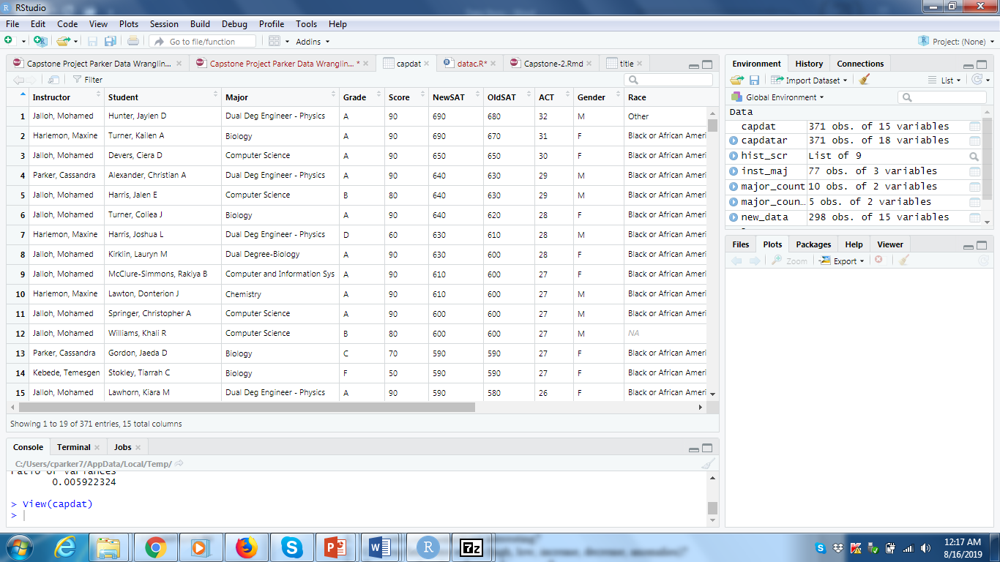 RStudio
File Edit Code View Plots Session Build Debug Profile Tools Help
Go to file/function Addins Project: (None)
Capstone Project Parker Data Wranglin... Capstone Project Parker Data Wranglin... * capdat datac.R* Capstone-2.Rmd title
Filter
Instructor Student Major Grade Score NewSAT OldSAT ACT Gender Race
1 Jalloh, Mohamed Hunter, Jaylen D Dual Deg Engineer - Physics A 90 690 680 32 M Other
2 Harlemon, Maxine Turner, Kailen A Biology A 90 690 670 31 F Black or African Ameri
3 Jalloh, Mohamed Devers, Ciera D Computer Science A 90 650 650 30 F Black or African Ameri
4 Parker, Cassandra Alexander, Christian A Dual Deg Engineer - Physics A 90 640 630 29 M Black or African Ameri
5 Jalloh, Mohamed Harris, Jalen E Computer Science B 80 640 630 29 M Black or African Ameri
6 Jalloh, Mohamed Turner, Coliea J Biology A 90 640 620 28 F Black or African Ameri
7 Harlemon, Maxine Harris, Joshua L Dual Deg Engineer - Physics D 60 630 610 28 M Black or African Ameri
8 Jalloh, Mohamed Kirklin, Lauryn M Dual Degree-Biology A 90 630 600 28 F Black or African Ameri
9 Jalloh, Mohamed McClure-Simmons, Rakiya B Computer and Information Sys A 90 610 600 27 F Black or African Ameri
10 Harlemon, Maxine Lawton, Donterion J Chemistry A 90 610 600 27 M Black or African Ameri
11 Jalloh, Mohamed Springer, Christopher A Computer Science A 90 600 600 27 M Black or African Ameri
12 Jalloh, Mohamed Williams, Khali R Computer Science B 80 600 600 27 M NA
13 Parker, Cassandra Gordon, Jaeda D Biology C 70 590 590 27 F Black or African Ameri
14 Kebede, Temesgen Stokley, Tiarrah C Biology F 50 590 590 27 F Black or African Ameri
15 Jalloh, Mohamed Lawhorn, Kiara M Dual Deg Engineer - Physics A 90 590 580 26 F Black or African Ameri
Showing 1 to 19 of 371 entries, 15 total columns
Console Terminal Jobs
C:/Users/cparker7/AppData/Local/Temp/
ratio of variances
0.005922324
> View(capdat)
>
Environment History Connections
Import Dataset List
Global Environment
Data
capdat 371 obs. of 15 variables
capdatar 371 obs. of 18 variables
hist_scr List of 9
inst_maj 77 obs. of 3 variables
major_count 10 obs. of 2 variables
major_coun… 5 obs. of 2 variables
new_data 298 obs. of 15 variables
Files Plots Packages Help Viewer
Zoom Export
12:17 AM
8/16/2019